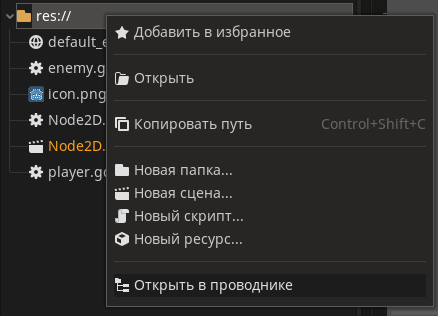 res://
Добавить в избранное
default_e
Открыть
enemy.g
icon.png
Node2D.
Копировать путь Control+Shift+C
Node2D.
player.gd
Новая папка...
Новая сцена...
Новый скрипт...
Новый ресурс...
Открыть в проводнике